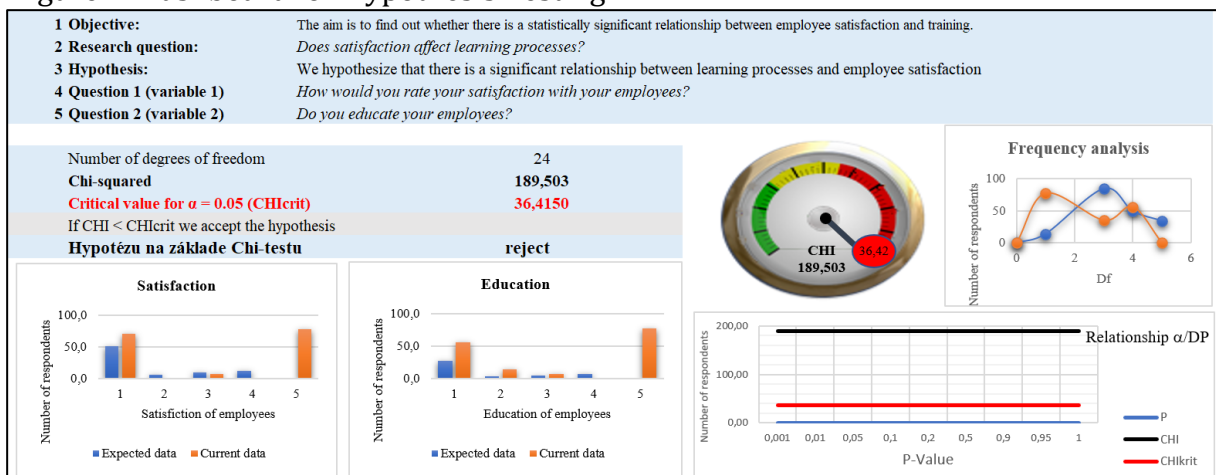 1 Objective: The aim is to find out whether there is a statistically significant relationship between employee satisfaction and training.
2 Research question: Does satisfaction affect learning processes?
3 Hypothesis: We hypothesize that there is a significant relationship between learning processes and employee satisfaction
4 Question 1 (variable 1) How would you rate your satisfaction with your employees?
5 Question 2 (variable 2) Do you educate your employees?
Number of degrees of freedom 24
Chi-squared 189,503
Critical value for α = 0.05 (CHIcrit) 36,4150
If CHI < CHIcrit we accept the hypothesis
Hypotézu na základe Chi-testu reject
CHI
189,503
36,42
Frequency analysis
Number of respondents
100
50
0
0 2 4 6
Df
Satisfaction
Number of respondents
100,0
50,0
0,0
1 2 3 4 5
Satisfiction of employees
Expected data Current data
Education
Number of respondents
100,0
50,0
0,0
1 2 3 4 5
Education of employees
Expected data Current data
Relationship α/DP
Number of respondents
200,00
100,00
0,00
0,001 0,01 0,05 0,1 0,2 0,5 0,9 0,95 1
P-Value
P
CHI
CHIkrit